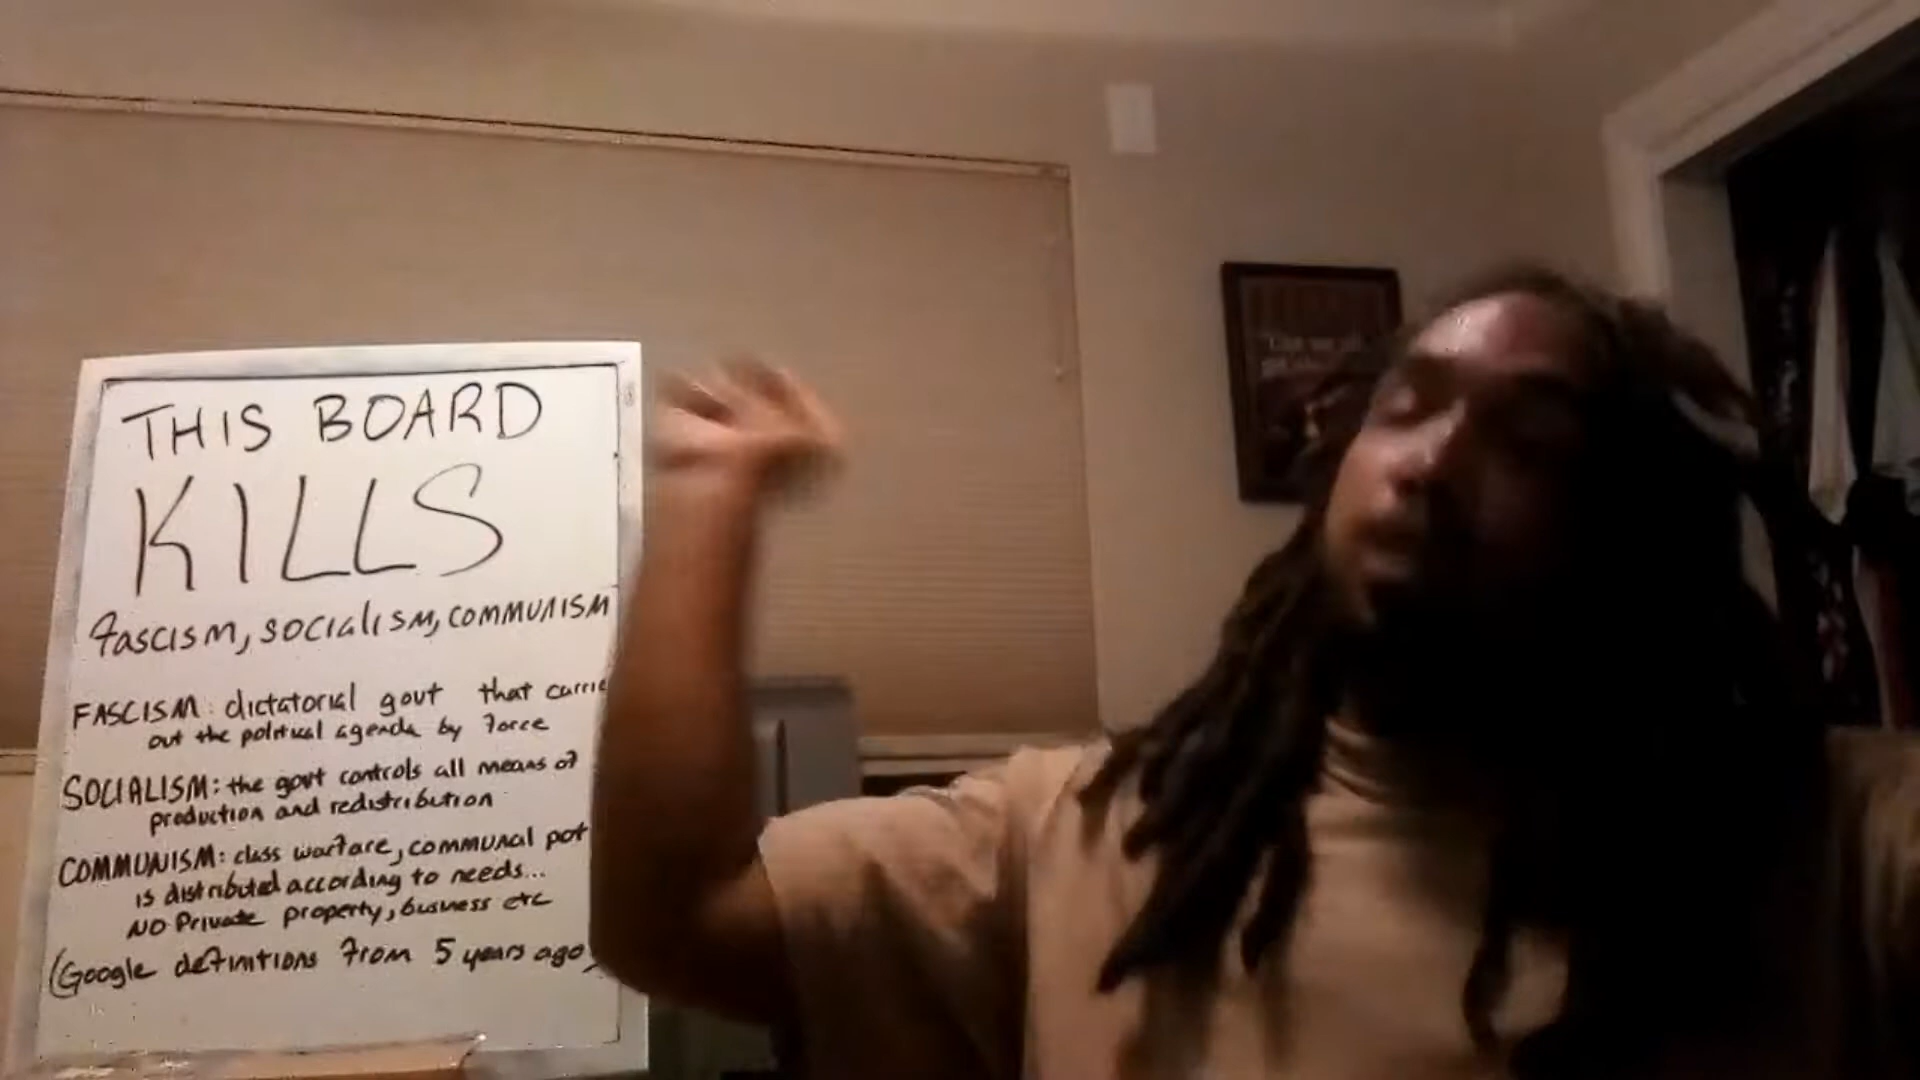 THIS BOARD
KILLS
fascism, socialism, communism
FASCISM: dictatorial govt that carrie
out the political agenda by force
SOCIALISM: the govt controls all means of
production and redistribution
COMMUNISM: class warfare, communal pot
is distributed according to needs...
NO Private property, business etc
(Google definitions from 5 years ago)